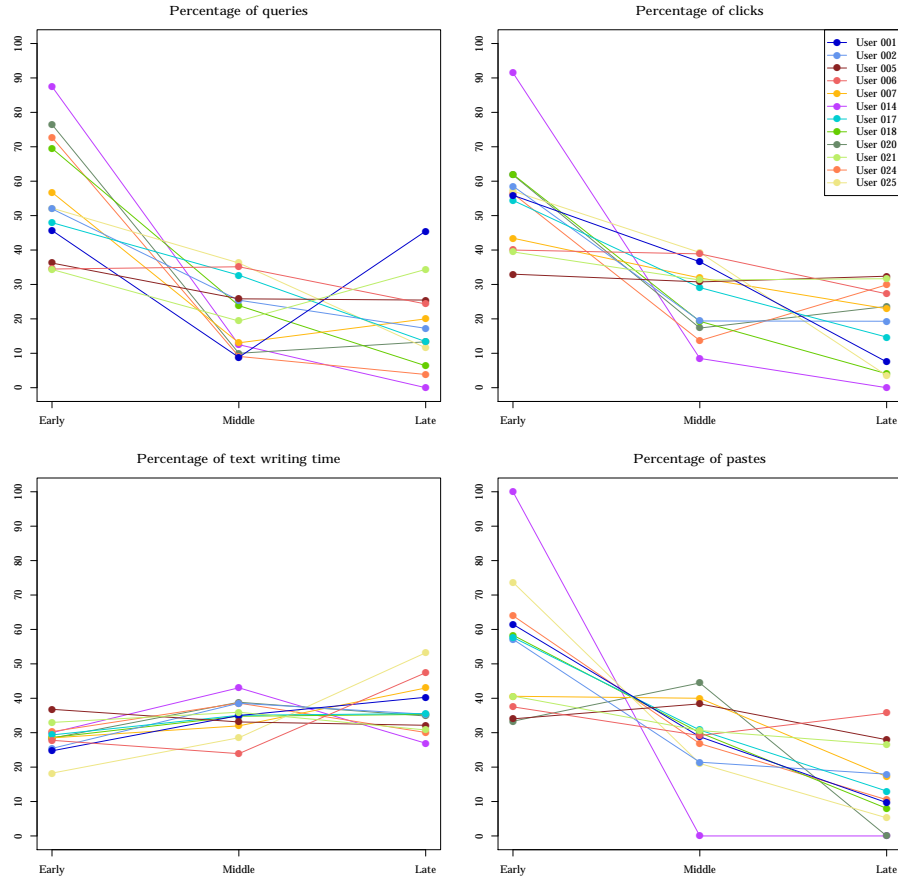 Percentage of queries
100
90
80
70
60
50
40
30
20
10
0
Early Middle Late
Percentage of clicks
100
90
80
70
60
50
40
30
20
10
0
Early Middle Late
User 001
User 002
User 005
User 006
User 007
User 014
User 017
User 018
User 020
User 021
User 024
User 025
Percentage of text writing time
100
90
80
70
60
50
40
30
20
10
0
Early Middle Late
Percentage of pastes
100
90
80
70
60
50
40
30
20
10
0
Early Middle Late